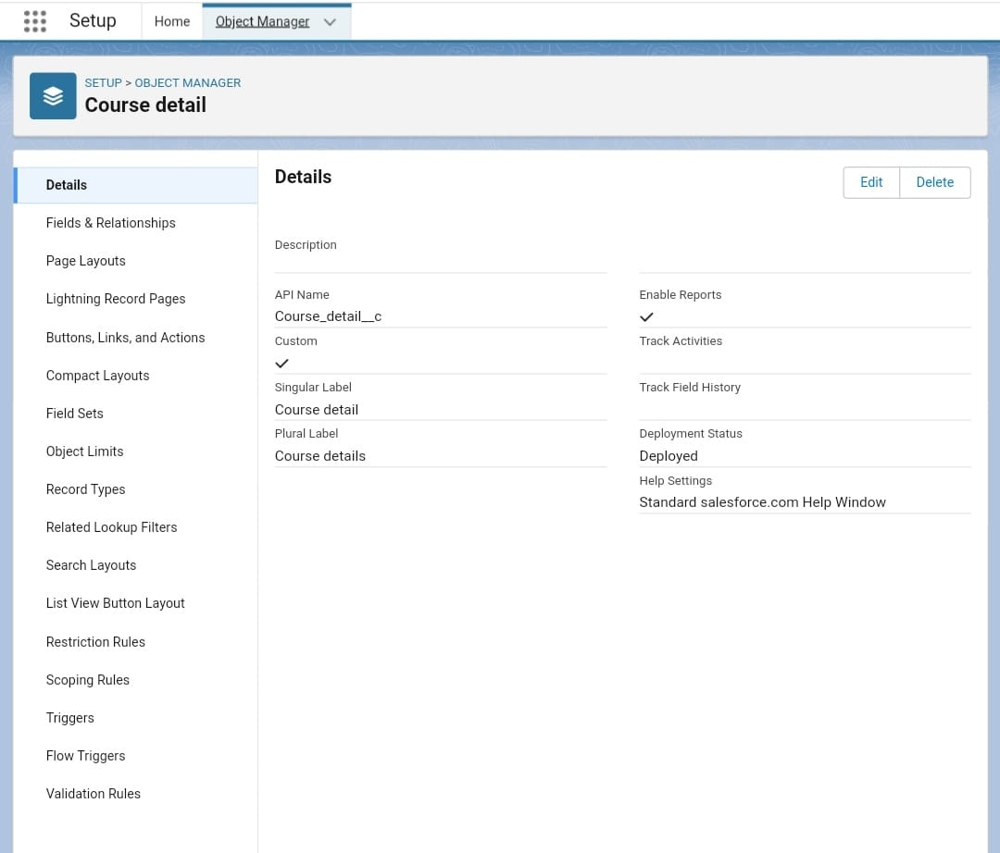 Setup Home Object Manager
SETUP > OBJECT MANAGER
Course detail
Details
Fields & Relationships
Page Layouts
Lightning Record Pages
Buttons, Links, and Actions
Compact Layouts
Field Sets
Object Limits
Record Types
Related Lookup Filters
Search Layouts
List View Button Layout
Restriction Rules
Scoping Rules
Triggers
Flow Triggers
Validation Rules
Details
Edit Delete
Description
API Name
Course_detail__c
Custom
Singular Label
Course detail
Plural Label
Course details
Enable Reports
Track Activities
Track Field History
Deployment Status
Deployed
Help Settings
Standard salesforce.com Help Window